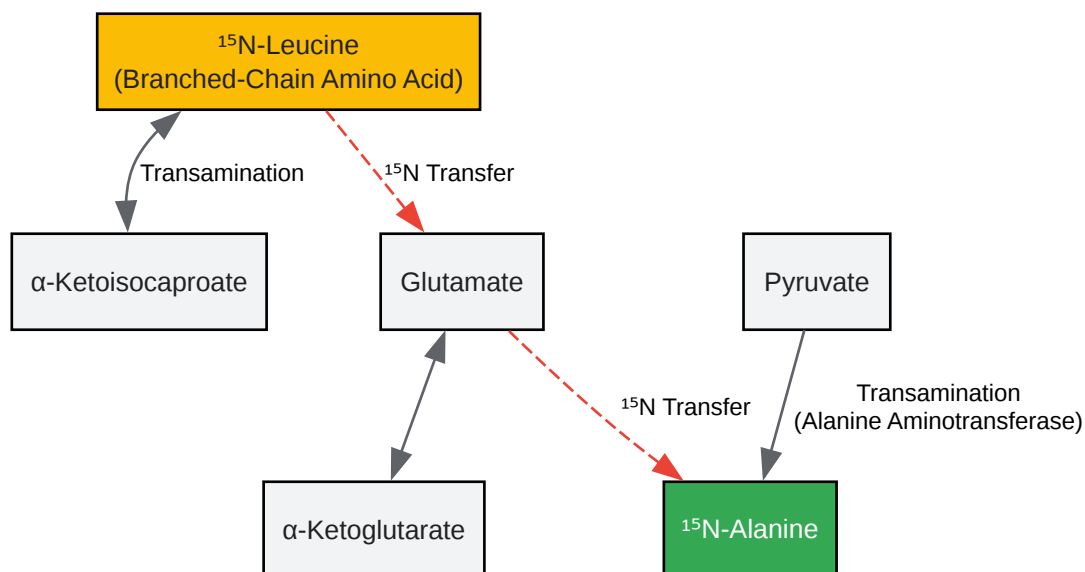 ¹⁵N-Leucine
(Branched-Chain Amino Acid)
Transamination
¹⁵N Transfer
α-Ketoisocaproate
Glutamate
Pyruvate
¹⁵N Transfer
Transamination
(Alanine Aminotransferase)
α-Ketoglutarate
¹⁵N-Alanine